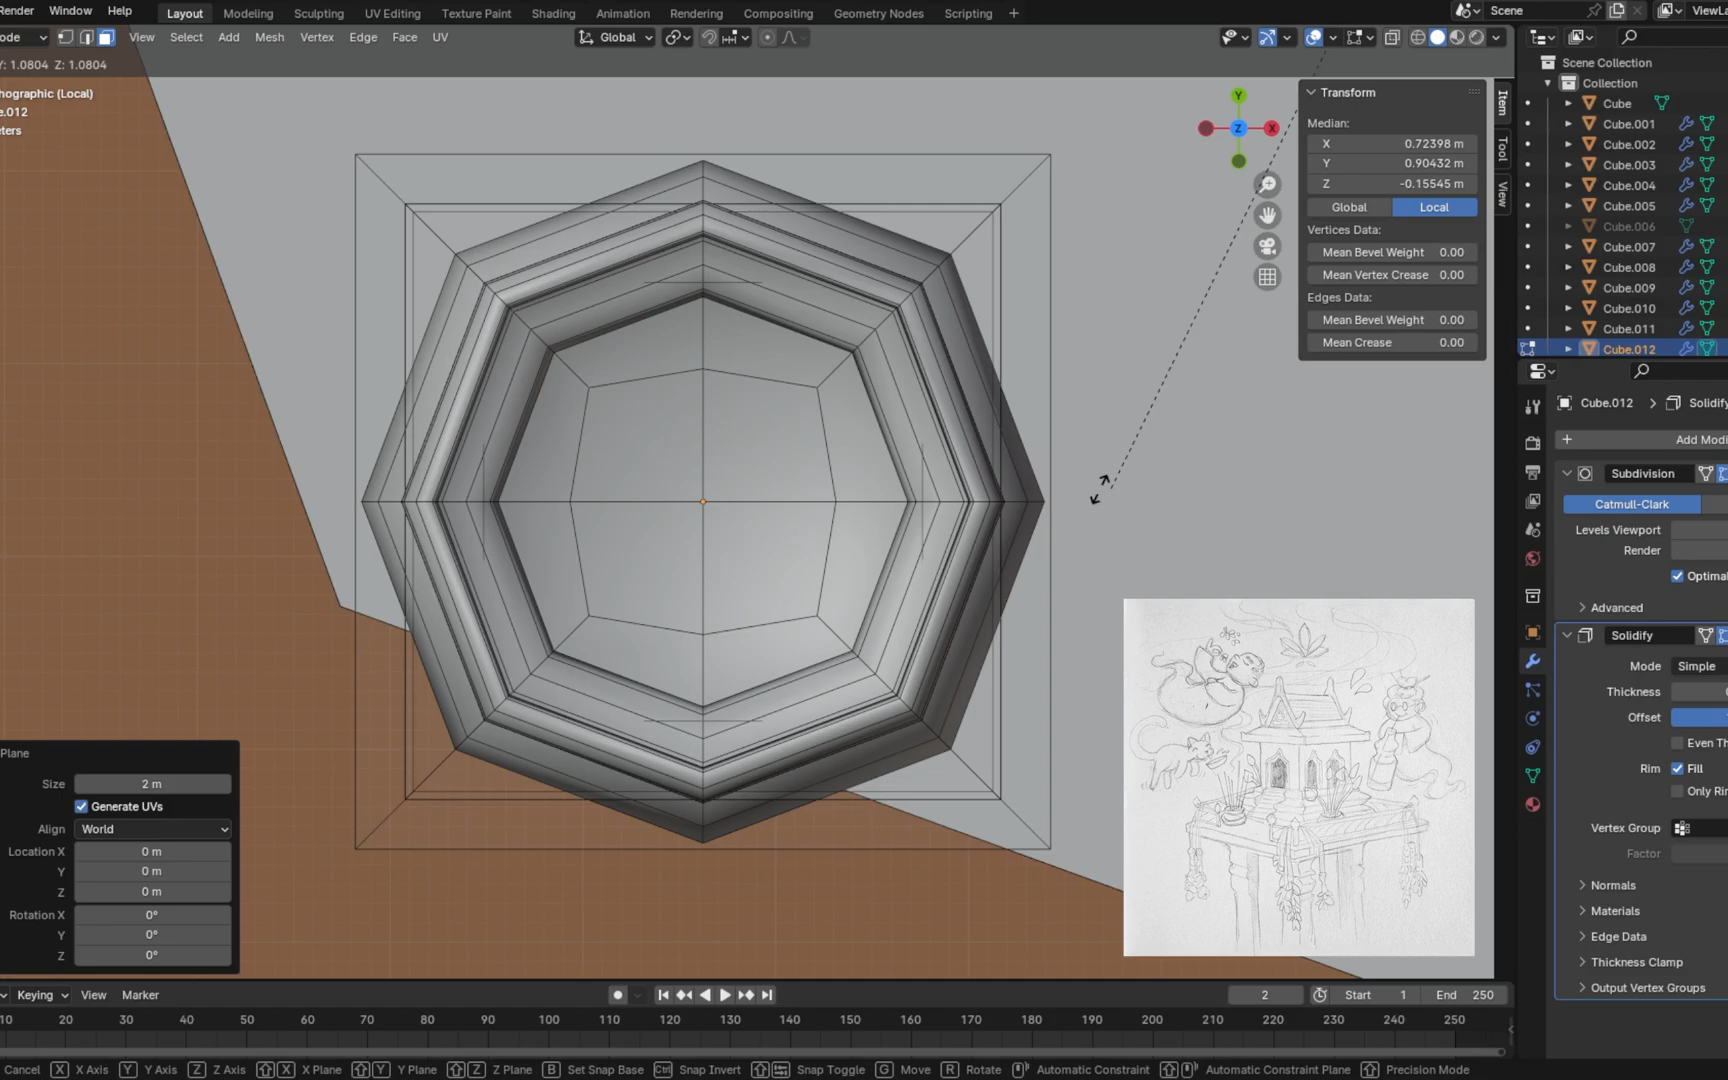 Render Window Help Layout Modeling Sculpting UV Editing Texture Paint Shading Animation Rendering Compositing Geometry Nodes Scripting + Scene ViewLa
ode View Select Add Mesh Vertex Edge Face UV Global
Y: 1.0804 Z: 1.0804
hographic (Local)
e.012
eters
Y
Z X
Transform
Median:
X 0.72398 m
Y 0.90432 m
Z -0.15545 m
Global Local
Vertices Data:
Mean Bevel Weight 0.00
Mean Vertex Crease 0.00
Edges Data:
Mean Bevel Weight 0.00
Mean Crease 0.00
Item
Tool
View
Scene Collection
Collection
Cube
Cube.001
Cube.002
Cube.003
Cube.004
Cube.005
Cube.006
Cube.007
Cube.008
Cube.009
Cube.010
Cube.011
Cube.012
Cube.012 Solidify
+ Add Modi
Subdivision
Catmull-Clark
Levels Viewport
Render
Optimal
Advanced
Solidify
Mode Simple
Thickness 0
Offset
Even Th
Rim Fill
Only Rin
Vertex Group
Factor
Normals
Materials
Edge Data
Thickness Clamp
Output Vertex Groups
Plane
Size 2 m
Generate UVs
Align World
Location X 0 m
Y 0 m
Z 0 m
Rotation X 0°
Y 0°
Z 0°
Keying View Marker 2 Start 1 End 250
10 20 30 40 50 60 70 80 90 100 110 120 130 140 150 160 170 180 190 200 210 220 230 240 250
Cancel X X Axis Y Y Axis Z Z Axis X X Plane Y Y Plane Z Z Plane B Set Snap Base Ctrl Snap Invert Snap Toggle G Move R Rotate Automatic Constraint Automatic Constraint Plane Precision Mode